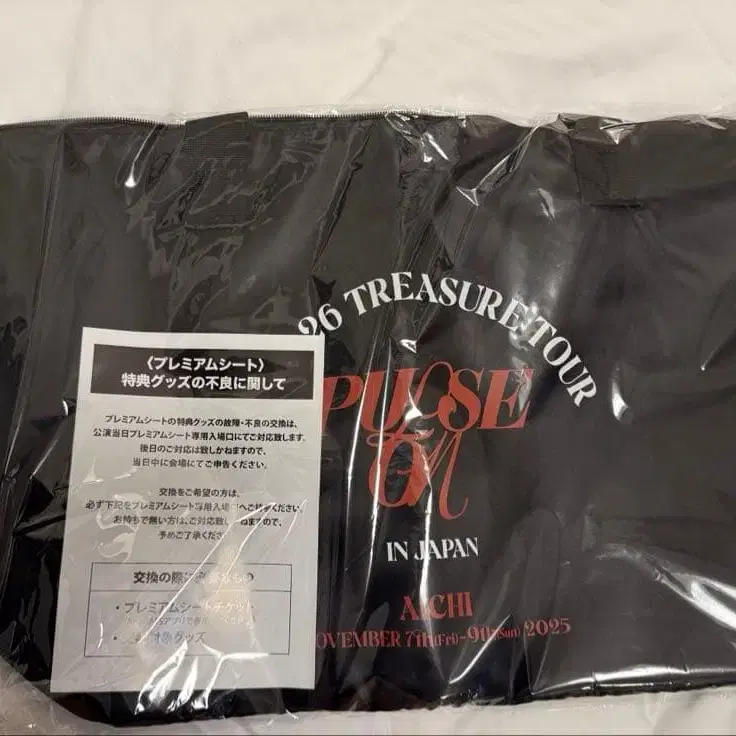 〈プレミアムシート〉
特典グッズの不良に関して
プレミアムシートの特典グッズの故障・不良の交換は、
公演当日プレミアムシート専用入場口にてご対応致します。
後日のご対応は致しかねますので、
当日中に会場にてご申告ください。
交換をご希望の方は、
必ず下記をプレミアムシート専用入場口へご持参ください。
お持ちで無い方は、ご対応致しかねますので、
予めご了承くださ
交換の際に必要なもの
・プレミアムシートチケット
グッズ
26 TREASURE TOUR
PULSE
ON
IN JAPAN
AICHI
OVEMBER 7th(Fri)-9th(Sun) 2025